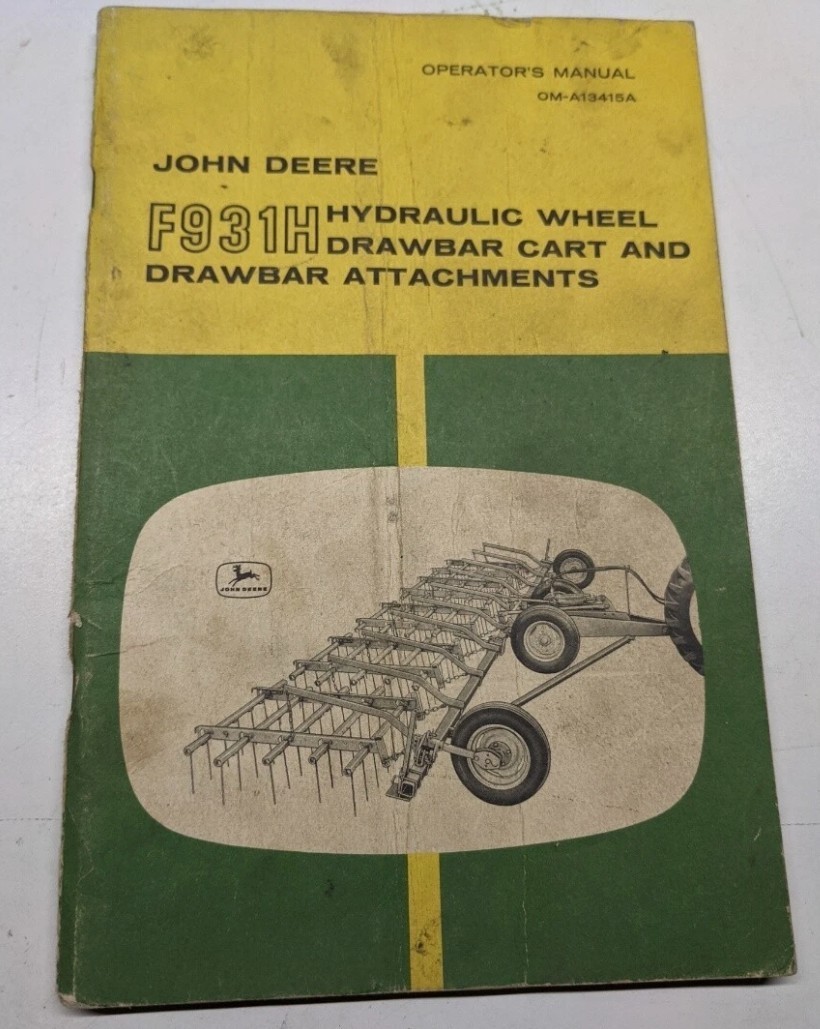 OPERATOR'S MANUAL
OM-A13415A
JOHN DEERE
F931H HYDRAULIC WHEEL
DRAWBAR CART AND
DRAWBAR ATTACHMENTS
JOHN DEERE